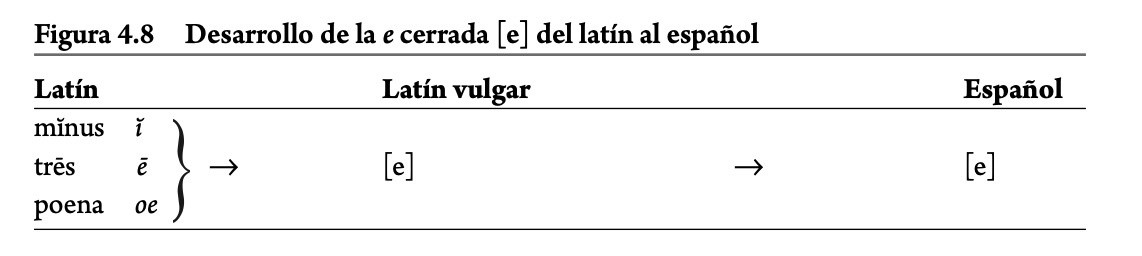 Figura 4.8 Desarrollo de la e cerrada [e] del latín al español
Latín Latín vulgar Español
mĭnus ĭ
trēs ē → [e] → [e]
poena oe